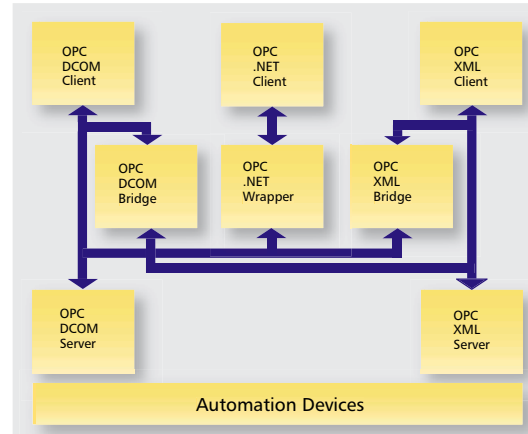 OPC
DCOM
Client
OPC
.NET
Client
OPC
XML
Client
OPC
DCOM
Bridge
OPC
.NET
Wrapper
OPC
XML
Bridge
OPC
DCOM
Server
OPC
XML
Server
Automation Devices